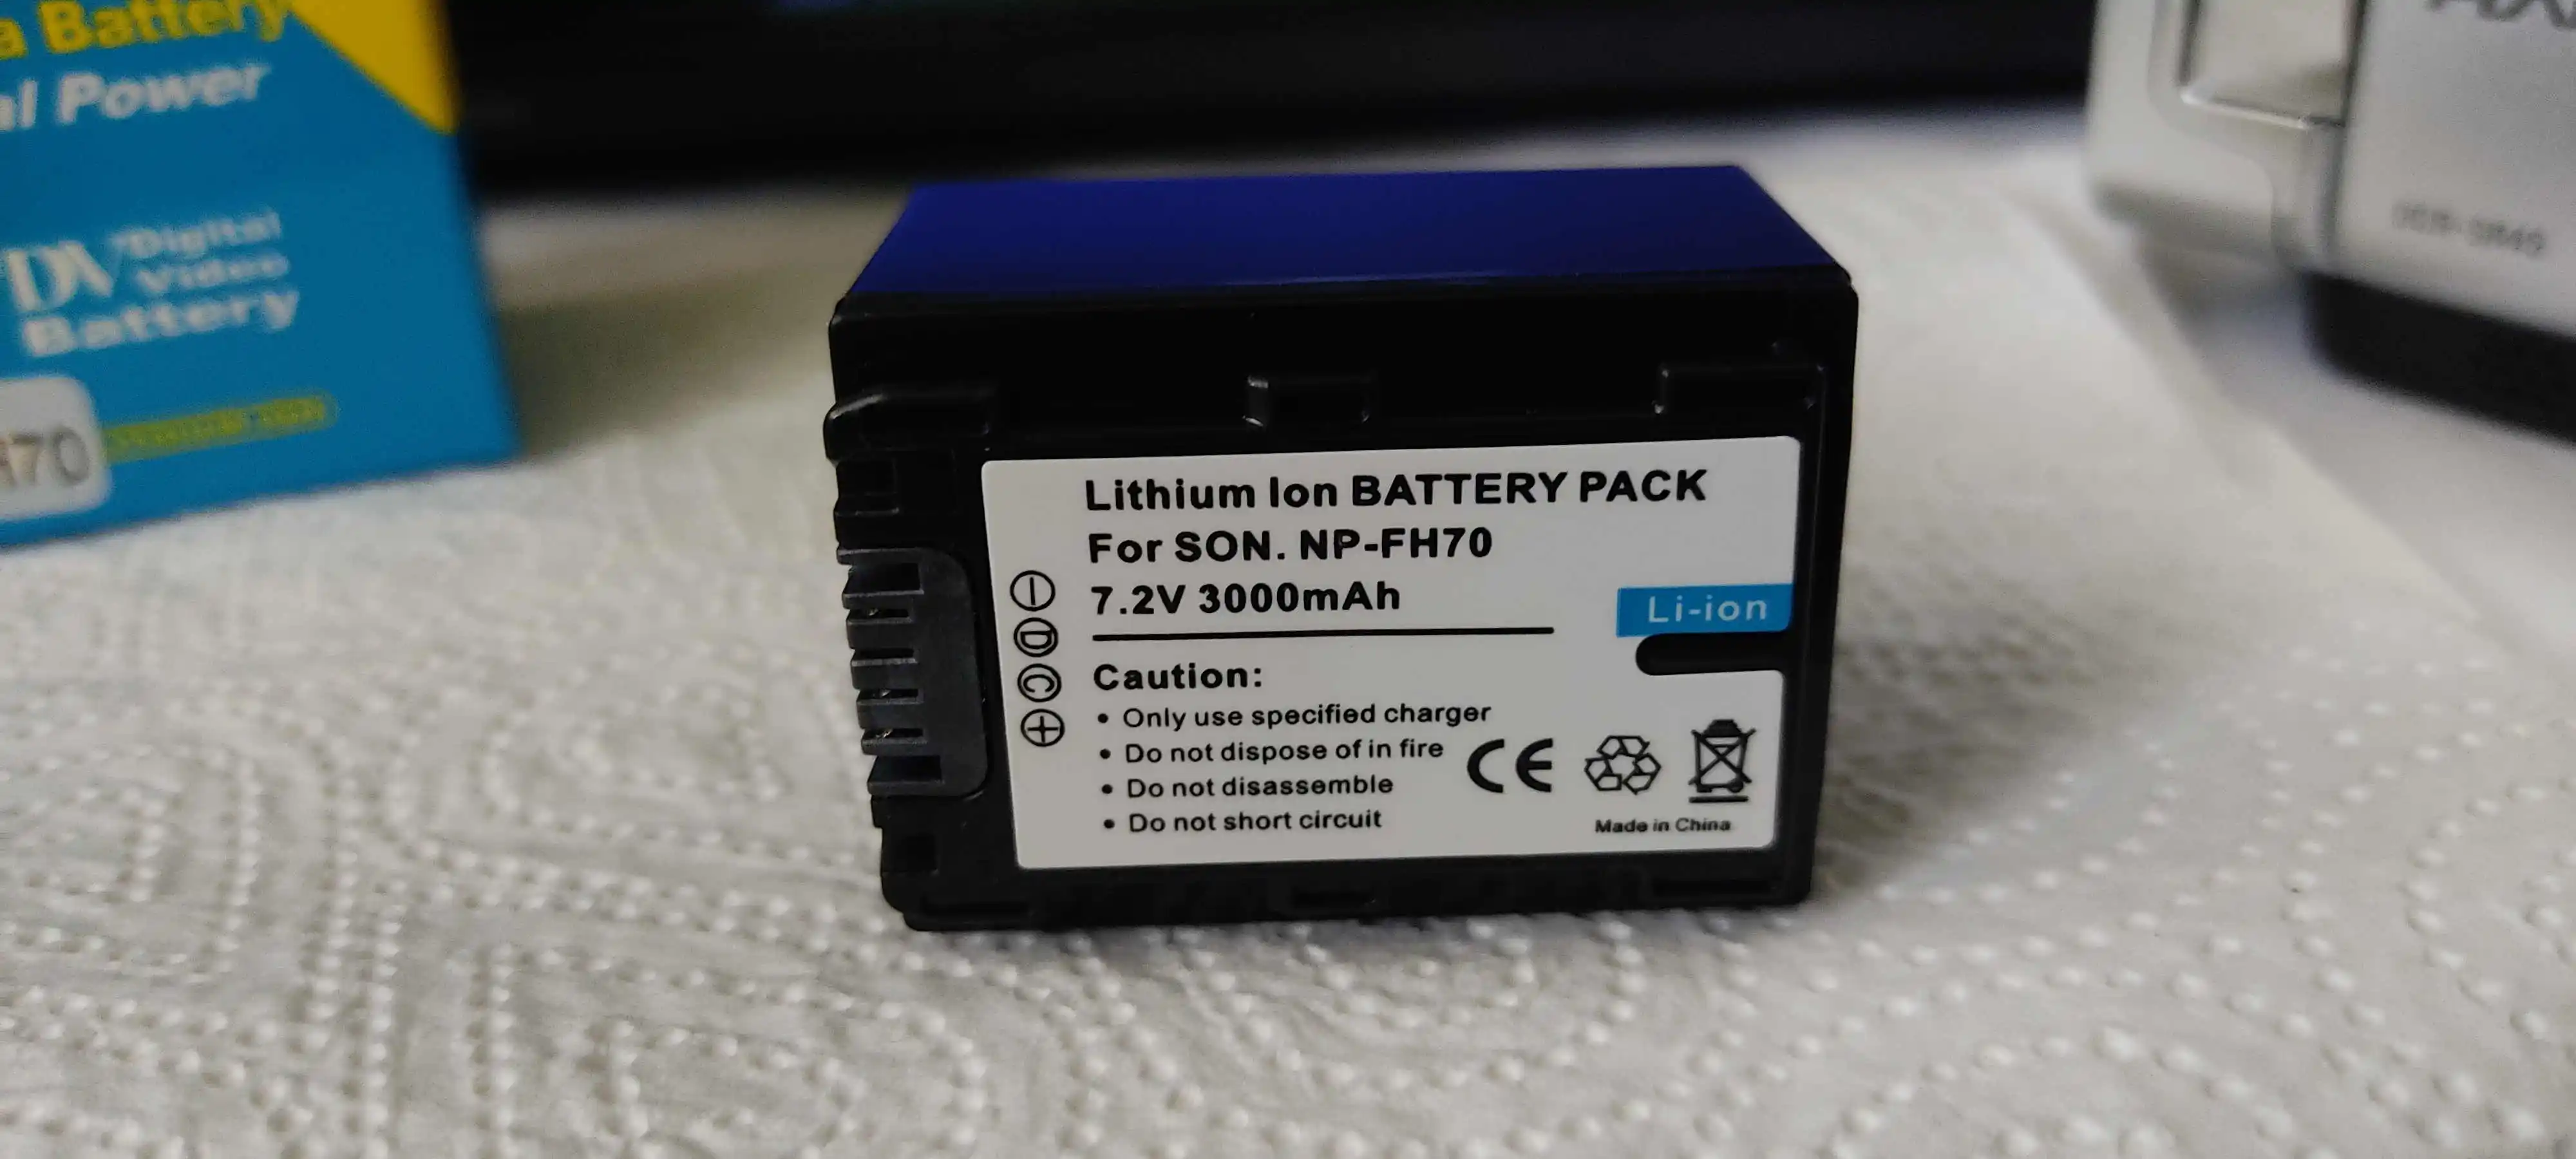 a Battery
al Power
DV Digital
Video
Battery
H70
Lithium Ion BATTERY PACK
For SON. NP-FH70
7.2V 3000mAh
Li-ion
D
C
Caution:
• Only use specified charger
• Do not dispose of in fire
• Do not disassemble
• Do not short circuit
CE
Made in China